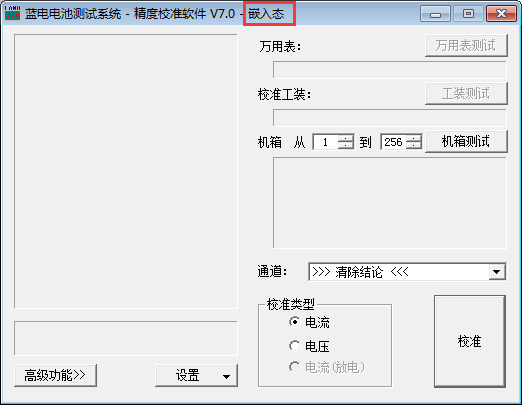 蓝电电池测试系统 - 精度校准软件 V7.0 - 嵌入态
万用表：
万用表测试
校准工装：
工装测试
机箱 从 1 到 256 机箱测试
通道： >>> 清除结论 <<<
校准类型
电流
电压
电流(放电)
校准
高级功能>>
设置